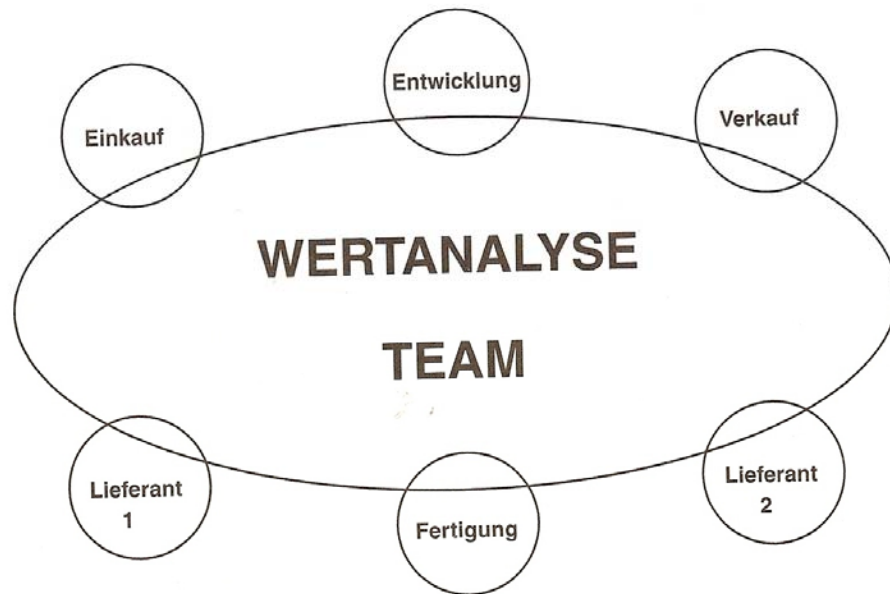 Entwicklung
Einkauf
Verkauf
WERTANALYSE
TEAM
Lieferant
1
Fertigung
Lieferant
2